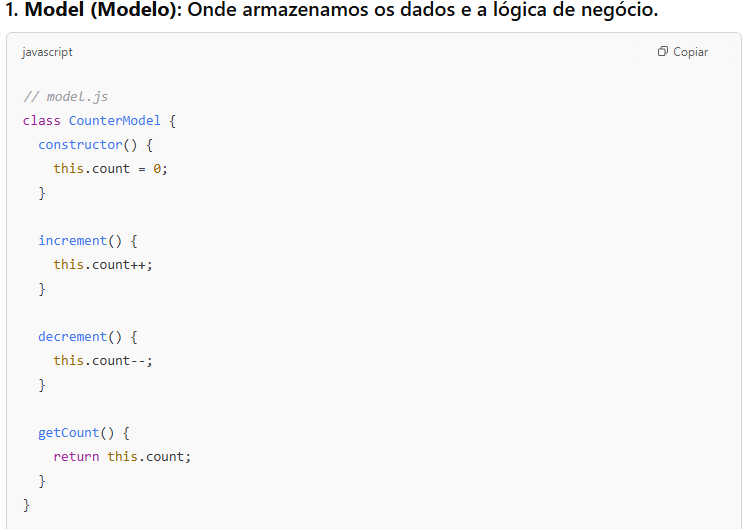 1. Model (Modelo): Onde armazenamos os dados e a lógica de negócio.
javascript
Copiar
// model.js
class CounterModel {
  constructor() {
    this.count = 0;
  }

  increment() {
    this.count++;
  }

  decrement() {
    this.count--;
  }

  getCount() {
    return this.count;
  }
}